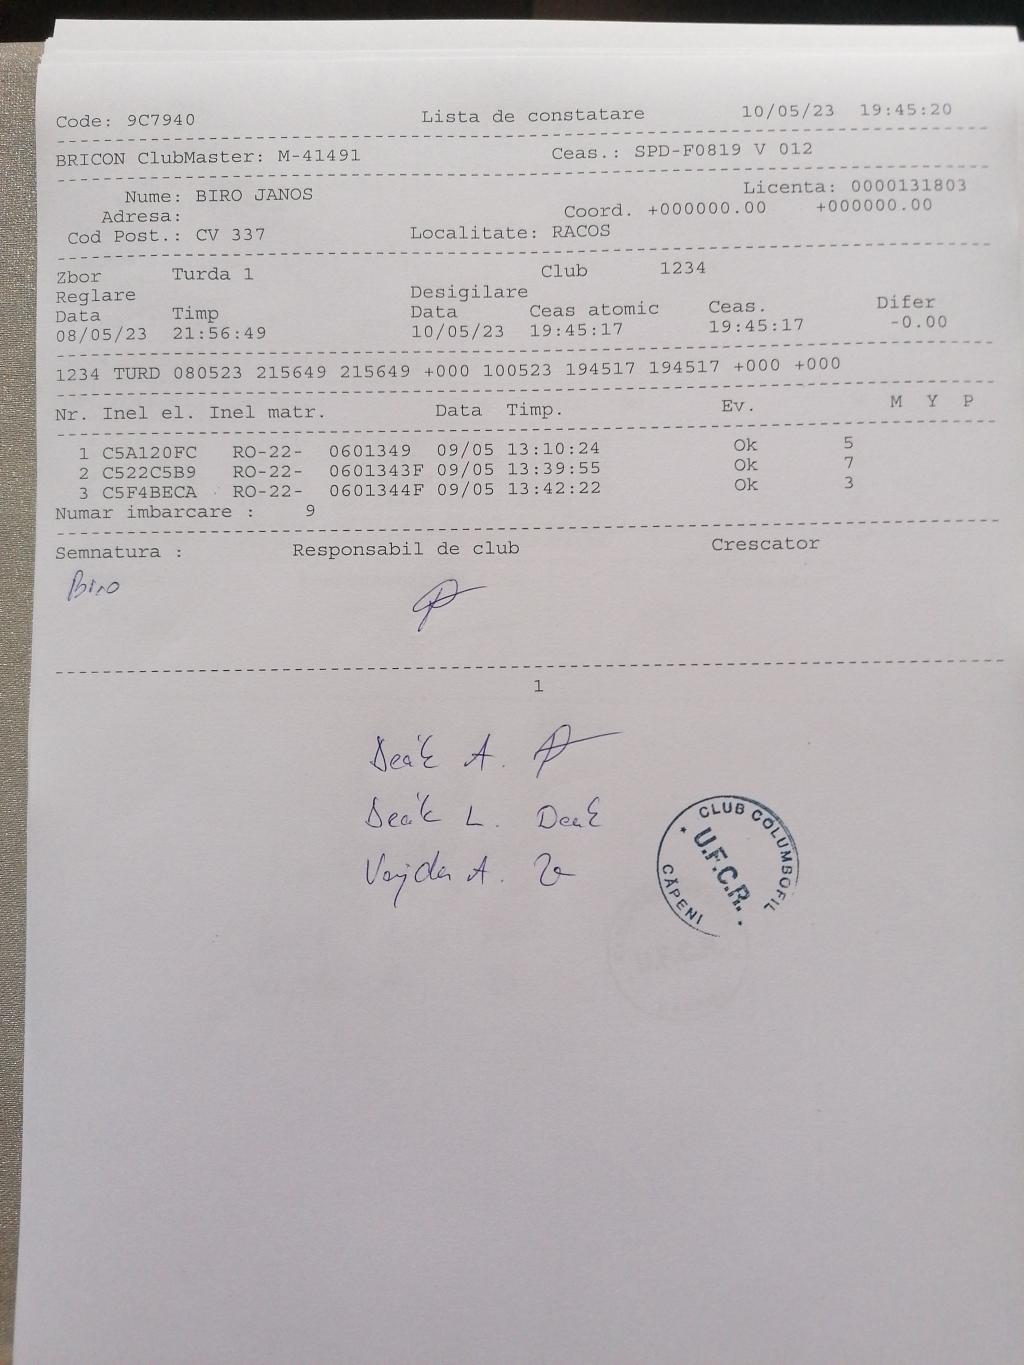 Code: 9C7940 Lista de constatare 10/05/23 19:45:20
BRICON ClubMaster: M-41491 Ceas.: SPD-F0819 V 012
Nume: BIRO JANOS Licenta: 0000131803
Adresa: Coord. +000000.00 +000000.00
Cod Post.: CV 337 Localitate: RACOS
Zbor Turda 1 Club 1234
Reglare Desigilare
Data Timp Data Ceas atomic Ceas. Difer
08/05/23 21:56:49 10/05/23 19:45:17 19:45:17 -0.00
1234 TURD 080523 215649 215649 +000 100523 194517 194517 +000 +000
Nr. Inel el. Inel matr. Data Timp. Ev. M Y P
1 C5A120FC RO-22- 0601349 09/05 13:10:24 Ok 5
2 C522C5B9 RO-22- 0601343F 09/05 13:39:55 Ok 7
3 C5F4BECA RO-22- 0601344F 09/05 13:42:22 Ok 3
Numar imbarcare : 9
Semnatura : Responsabil de club Crescator
Biro
1
Deák A.
Deák L. Deák
Vajda A.
CLUB COLUMBOFIL
U.F.C.R.
CĂPENI